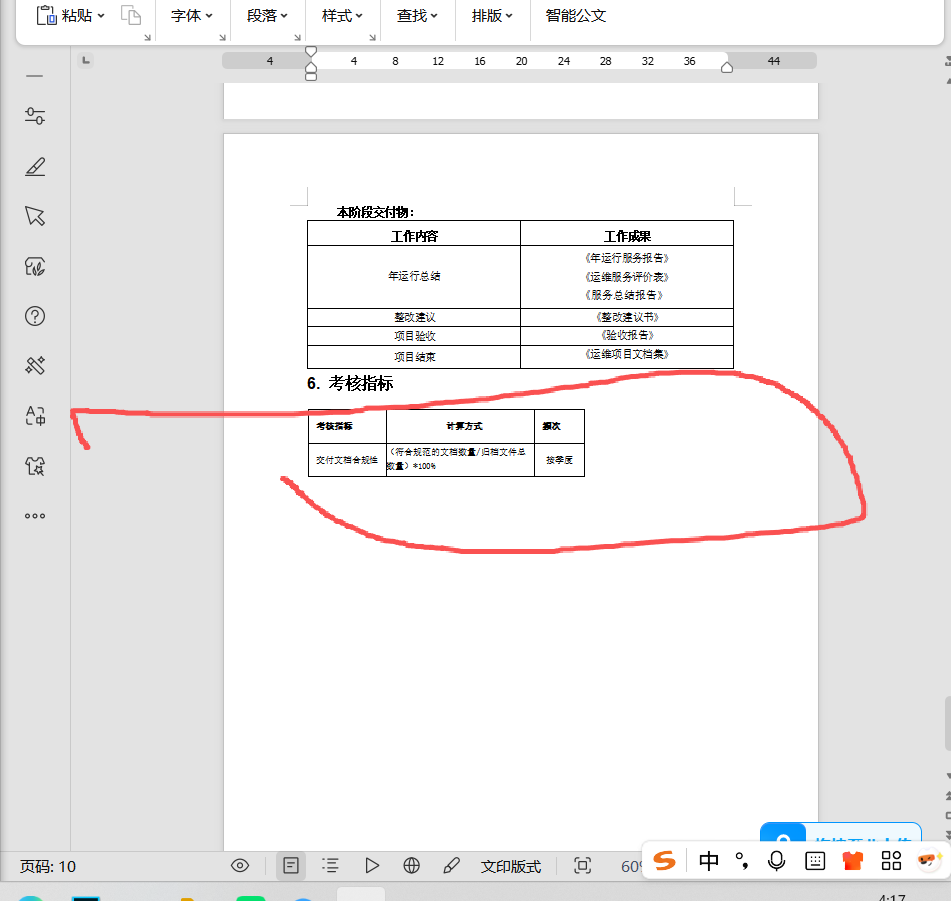 粘贴 字体 段落 样式 查找 排版 智能公文
4 4 8 12 16 20 24 28 32 36 44
本阶段交付物：
工作内容 工作成果
年运行总结 《年运行服务报告》
《运维服务评价表》
《服务总结报告》
整改建议 《整改建议书》
项目验收 《验收报告》
项目结束 《运维项目文档集》
6. 考核指标
考核指标 计算方式 频次
交付文档合规性 （符合规范的文档数量/归档文件总数量）*100% 按季度
页码: 10 文印版式 60
中
4:17